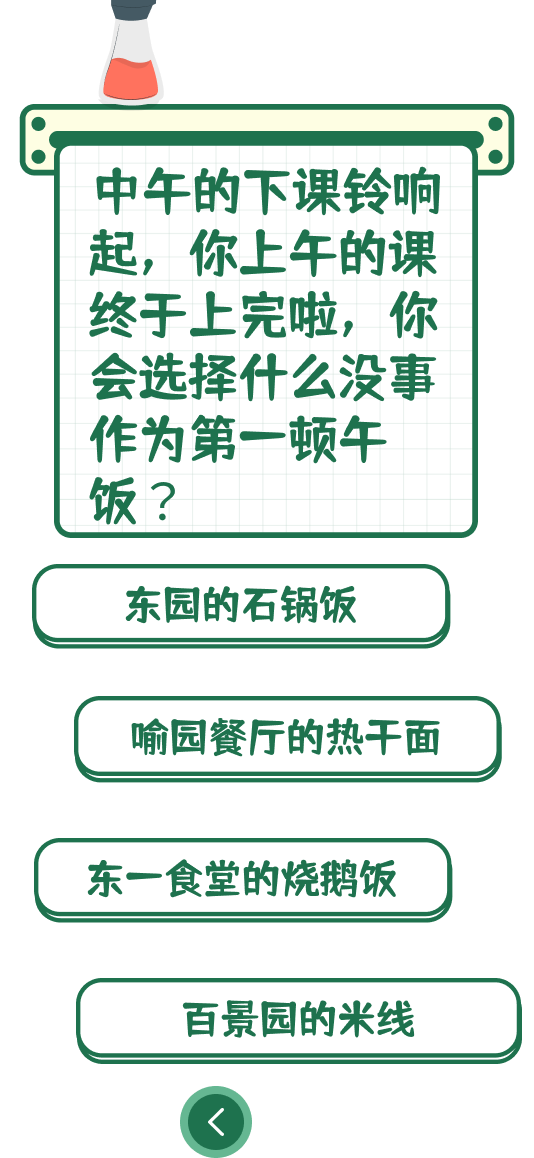 中午的下课铃响
起，你上午的课
终于上完啦，你
会选择什么没事
作为第一顿午
饭？
东园的石锅饭
喻园餐厅的热干面
东一食堂的烧鹅饭
百景园的米线